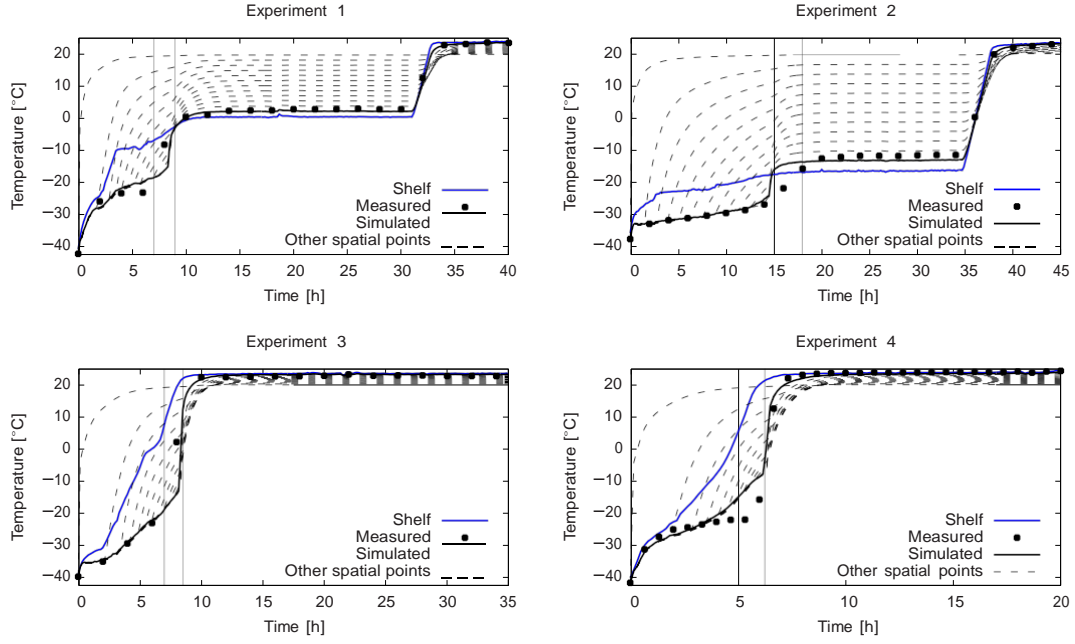 Experiment 1
Temperature [°C]
20
10
0
−10
−20
−30
−40
Shelf
Measured
Simulated
Other spatial points
0 5 10 15 20 25 30 35 40
Time [h]
Experiment 2
Temperature [°C]
20
10
0
−10
−20
−30
−40
Shelf
Measured
Simulated
Other spatial points
0 5 10 15 20 25 30 35 40 45
Time [h]
Experiment 3
Temperature [°C]
20
10
0
−10
−20
−30
−40
Shelf
Measured
Simulated
Other spatial points
0 5 10 15 20 25 30 35
Time [h]
Experiment 4
Temperature [°C]
20
10
0
−10
−20
−30
−40
Shelf
Measured
Simulated
Other spatial points
0 5 10 15 20
Time [h]